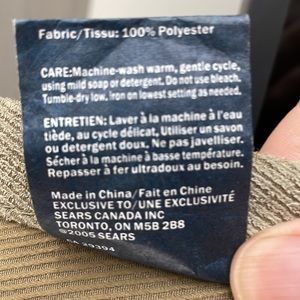 Fabric/Tissu: 100% Polyester
CARE:Machine-wash warm, gentle cycle,
using mild soap or detergent. Do not use bleach.
Tumble-dry low. Iron on lowest setting as needed.
ENTRETIEN: Laver à la machine à l'eau
tiède, au cycle délicat, Utiliser un savon
ou detergent doux. Ne pas javelliser.
Sécher à la machine à basse température.
Repasser à fer ultradoux au besoin.
Made in China/Fait en Chine
EXCLUSIVE TO/UNE EXCLUSIVITÉ
SEARS CANADA INC
TORONTO, ON M5B 2B8
©2005 SEARS
CA 29394